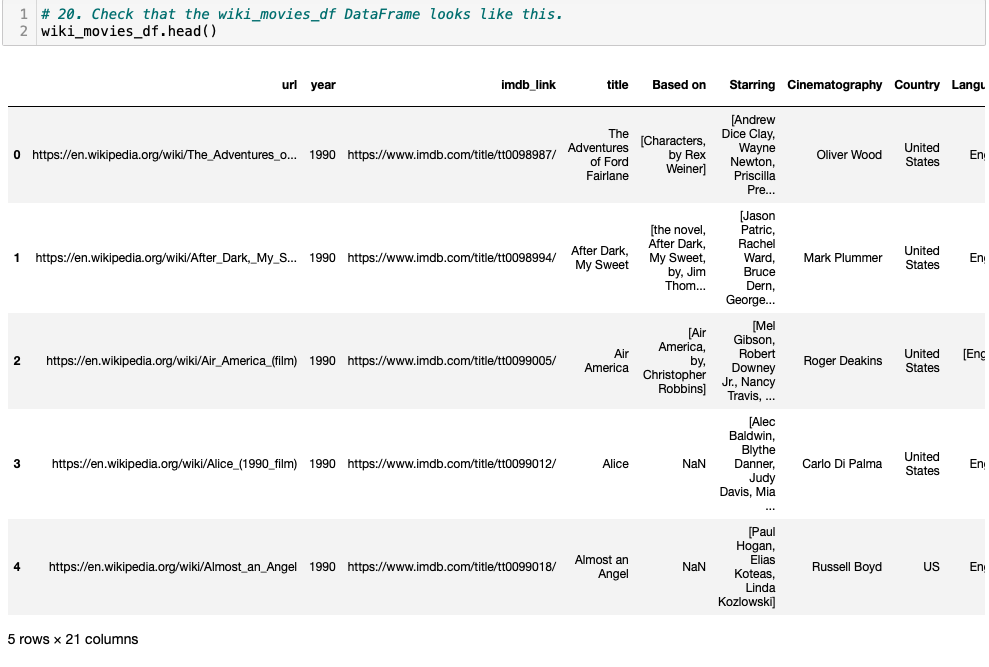 1 # 20. Check that the wiki_movies_df DataFrame looks like this.
2 wiki_movies_df.head()
url year imdb_link title Based on Starring Cinematography Country Langu
0 https://en.wikipedia.org/wiki/The_Adventures_o... 1990 https://www.imdb.com/title/tt0098987/ The Adventures of Ford Fairlane [Characters, by Rex Weiner] [Andrew Dice Clay, Wayne Newton, Priscilla Pre... Oliver Wood United States En
1 https://en.wikipedia.org/wiki/After_Dark,_My_S... 1990 https://www.imdb.com/title/tt0098994/ After Dark, My Sweet [the novel, After Dark, My Sweet, by, Jim Thom... [Jason Patric, Rachel Ward, Bruce Dern, George... Mark Plummer United States En
2 https://en.wikipedia.org/wiki/Air_America_(film) 1990 https://www.imdb.com/title/tt0099005/ Air America [Air America, by, Christopher Robbins] [Mel Gibson, Robert Downey Jr., Nancy Travis, ... Roger Deakins United States [Eng
3 https://en.wikipedia.org/wiki/Alice_(1990_film) 1990 https://www.imdb.com/title/tt0099012/ Alice NaN [Alec Baldwin, Blythe Danner, Judy Davis, Mia ... Carlo Di Palma United States En
4 https://en.wikipedia.org/wiki/Almost_an_Angel 1990 https://www.imdb.com/title/tt0099018/ Almost an Angel NaN [Paul Hogan, Elias Koteas, Linda Kozlowski] Russell Boyd US En
5 rows × 21 columns